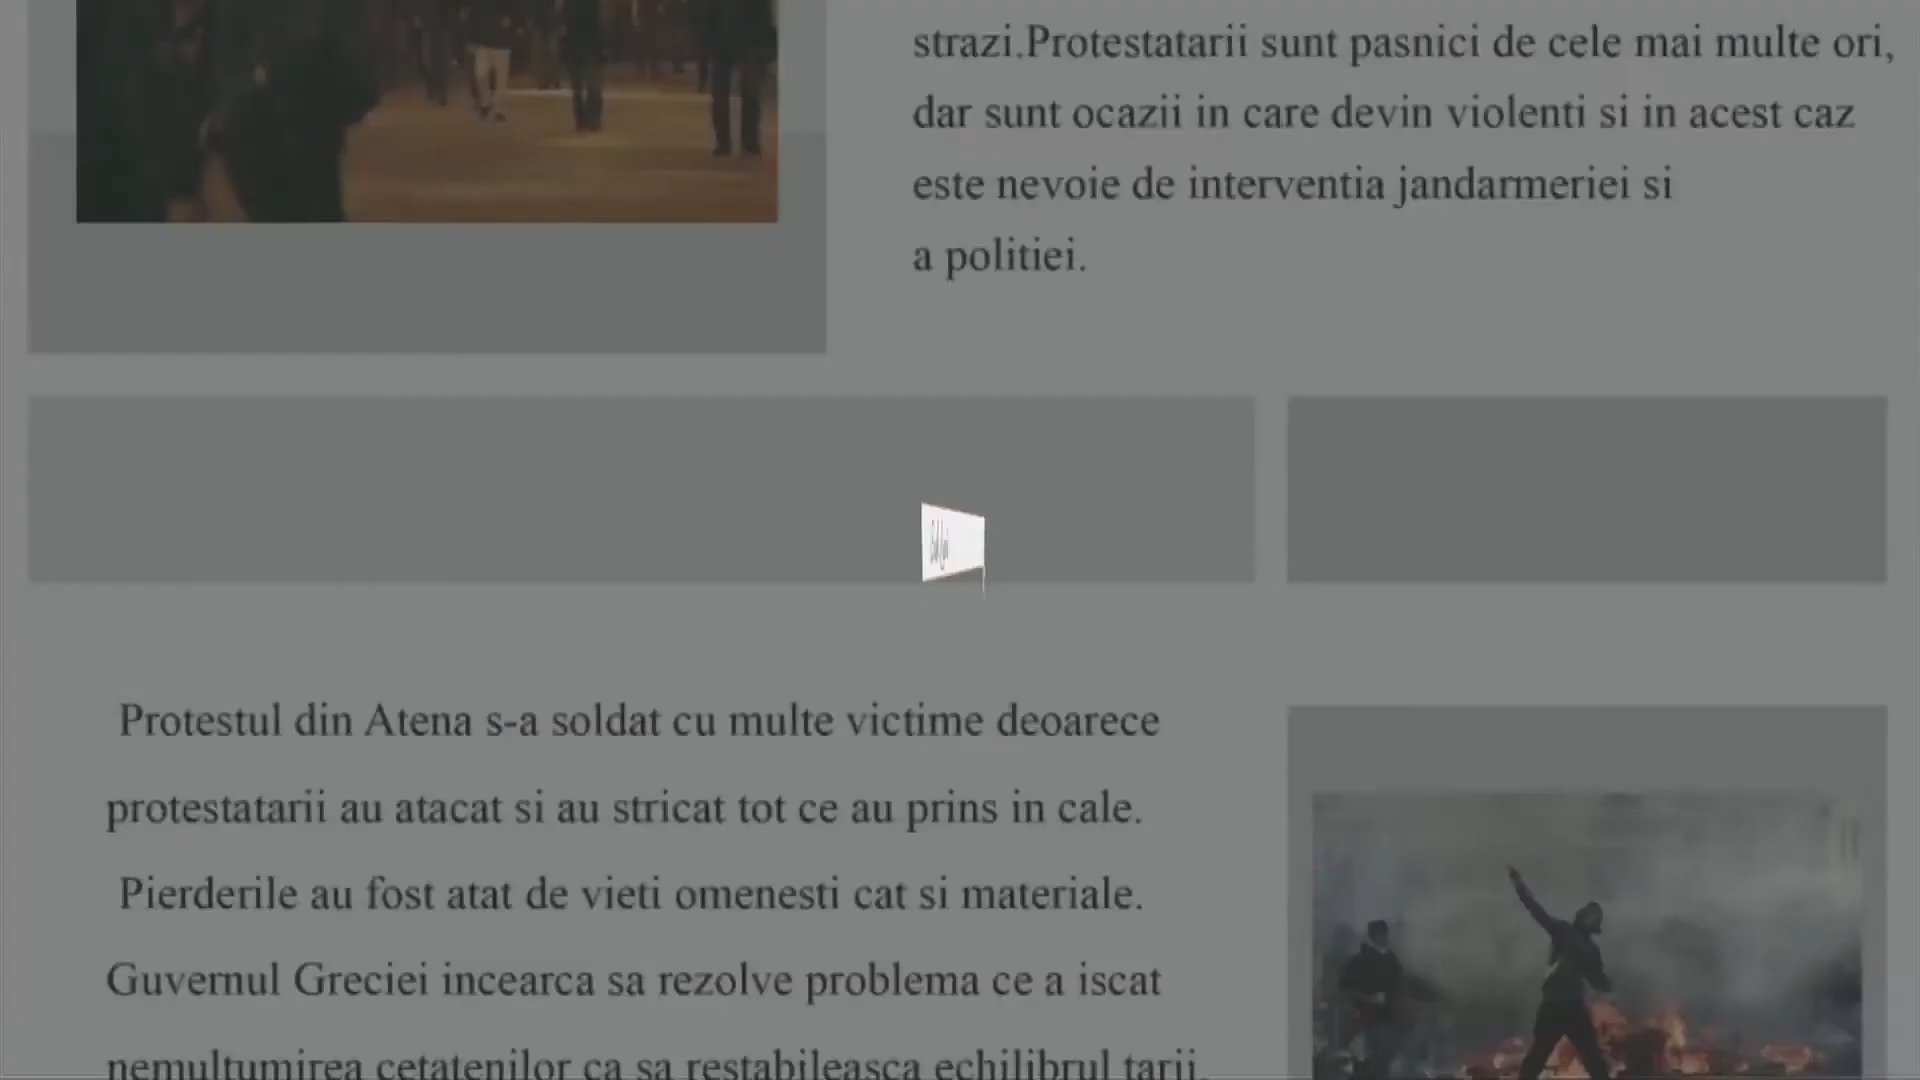 strazi.Protestatarii sunt pasnici de cele mai multe ori,
dar sunt ocazii in care devin violenti si in acest caz
este nevoie de interventia jandarmeriei si
a politiei.
Protestul din Atena s-a soldat cu multe victime deoarece
protestatarii au atacat si au stricat tot ce au prins in cale.
Pierderile au fost atat de vieti omenesti cat si materiale.
Guvernul Greciei incearca sa rezolve problema ce a iscat
nemultumirea cetatenilor ca sa restabileasca echilibrul tarii.